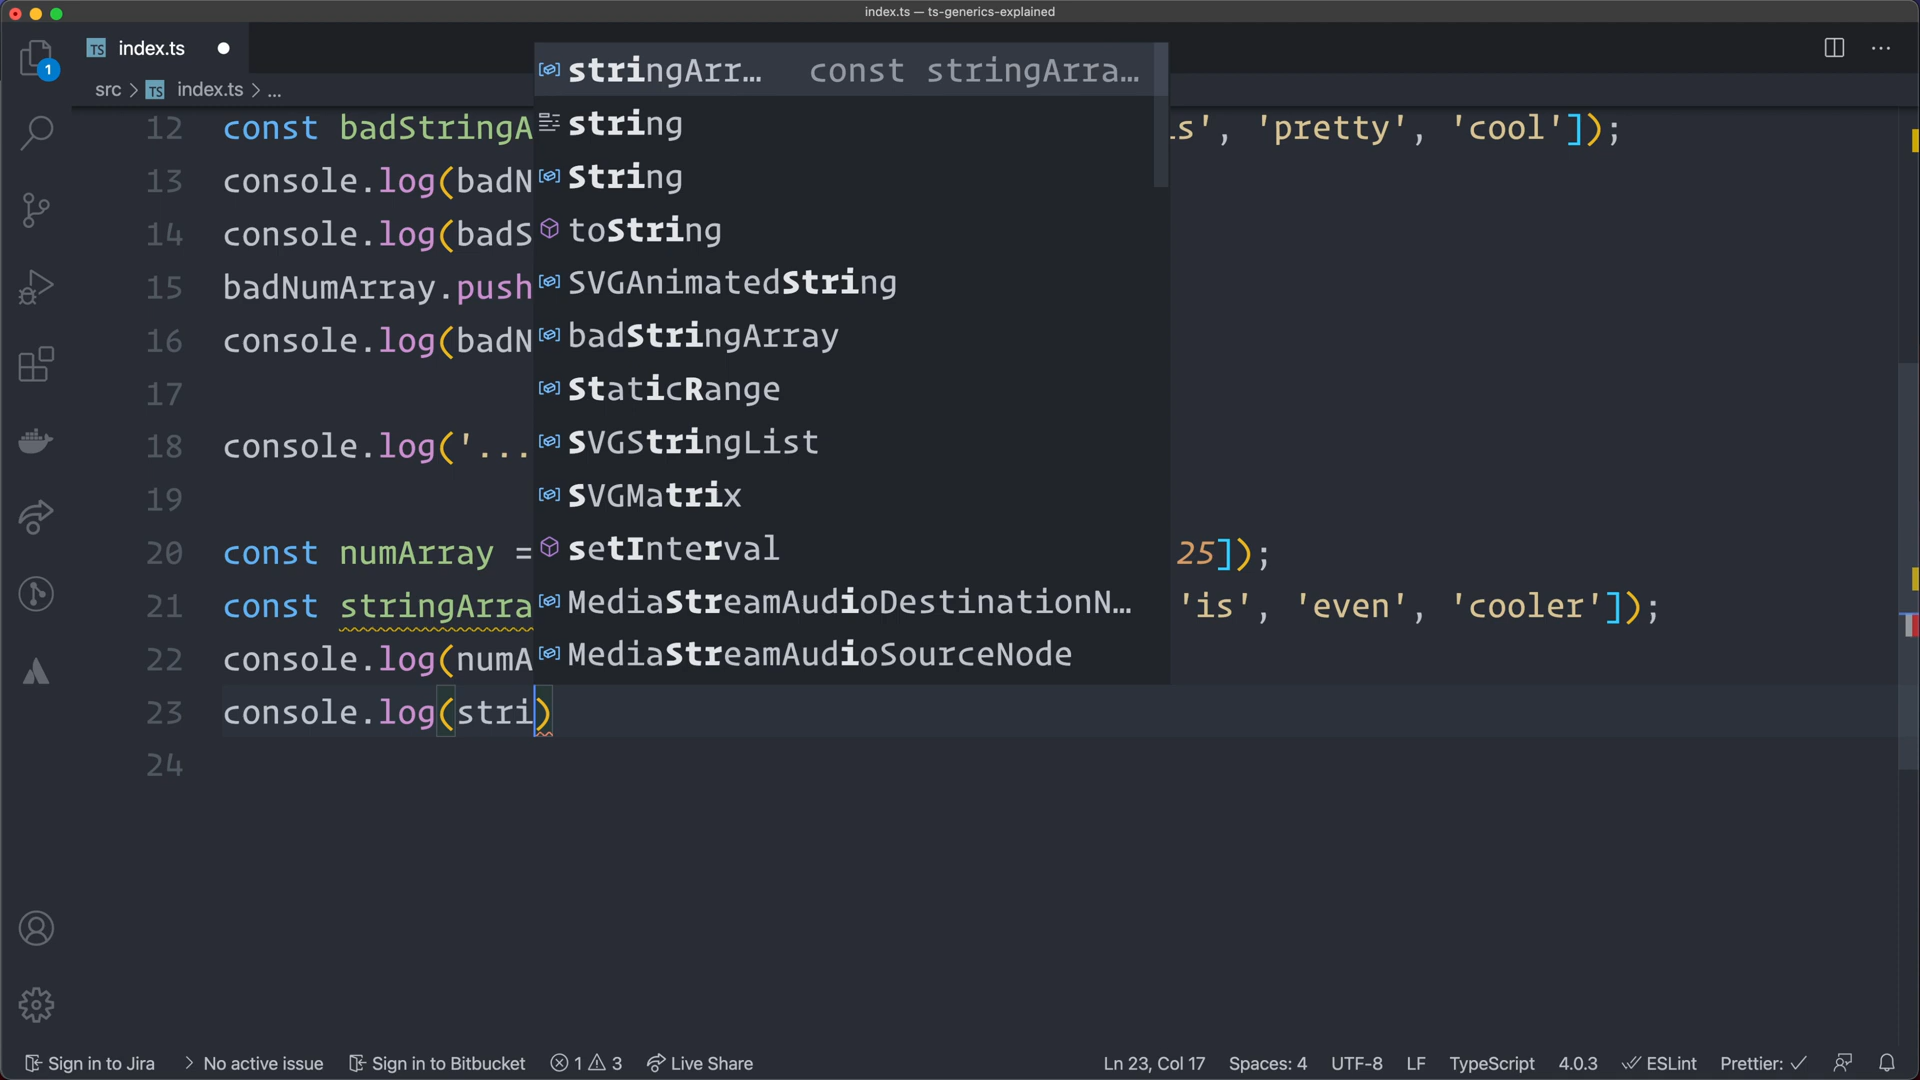 index.ts — ts-generics-explained
TS index.ts
1
src > TS index.ts > ...
12 const badStringA is', 'pretty', 'cool']);
13 console.log(badN
14 console.log(badS
15 badNumArray.push
16 console.log(badN
17
18 console.log('...
19
20 const numArray = 25]);
21 const stringArra 'is', 'even', 'cooler']);
22 console.log(numA
23 console.log(stri)
24
stringArr... const stringArra...
string
String
toString
SVGAnimatedString
badStringArray
StaticRange
SVGStringList
SVGMatrix
setInterval
MediaStreamAudioDestinationN...
MediaStreamAudioSourceNode
Sign in to Jira > No active issue Sign in to Bitbucket 1 3 Live Share Ln 23, Col 17 Spaces: 4 UTF-8 LF TypeScript 4.0.3 ESLint Prettier: ✓